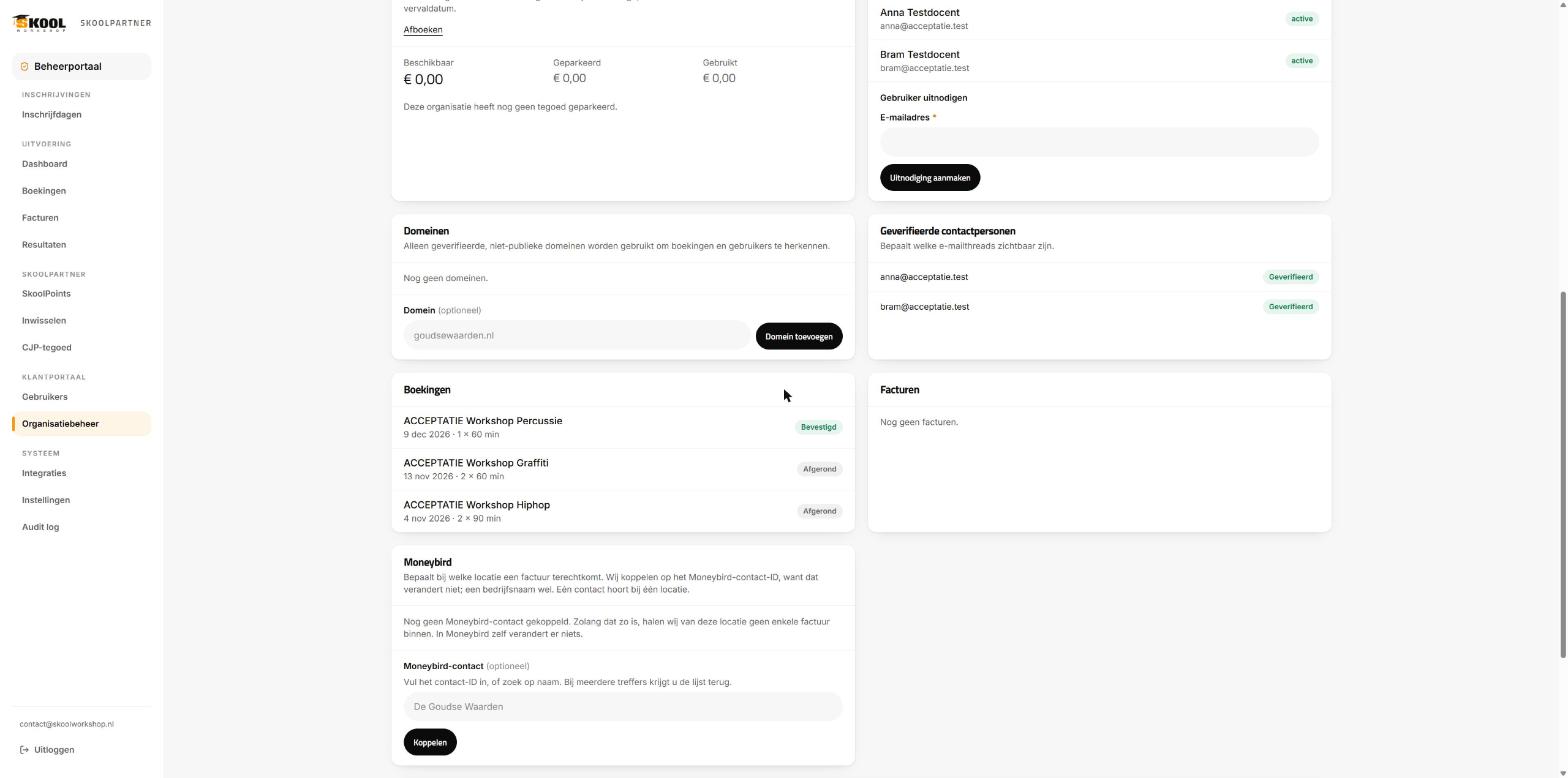 SKOOL
WORKSHOP
SKOOLPARTNER
Beheerportaal
INSCHRIJVINGEN
Inschrijfdagen
UITVOERING
Dashboard
Boekingen
Facturen
Resultaten
SKOOLPARTNER
SkoolPoints
Inwisselen
CJP-tegoed
KLANTPORTAAL
Gebruikers
Organisatiebeheer
SYSTEEM
Integraties
Instellingen
Audit log
contact@skoolworkshop.nl
Uitloggen
vervaldatum.
Afboeken
Beschikbaar Geparkeerd Gebruikt
€ 0,00 € 0,00 € 0,00
Deze organisatie heeft nog geen tegoed geparkeerd.
Anna Testdocent
anna@acceptatie.test
active
Bram Testdocent
bram@acceptatie.test
active
Gebruiker uitnodigen
E-mailadres *
Uitnodiging aanmaken
Domeinen
Alleen geverifieerde, niet-publieke domeinen worden gebruikt om boekingen en gebruikers te herkennen.
Nog geen domeinen.
Domein (optioneel)
goudsewaarden.nl
Domein toevoegen
Geverifieerde contactpersonen
Bepaalt welke e-mailthreads zichtbaar zijn.
anna@acceptatie.test Geverifieerd
bram@acceptatie.test Geverifieerd
Boekingen
ACCEPTATIE Workshop Percussie
9 dec 2026 · 1 × 60 min
Bevestigd
ACCEPTATIE Workshop Graffiti
13 nov 2026 · 2 × 60 min
Afgerond
ACCEPTATIE Workshop Hiphop
4 nov 2026 · 2 × 90 min
Afgerond
Facturen
Nog geen facturen.
Moneybird
Bepaalt bij welke locatie een factuur terechtkomt. Wij koppelen op het Moneybird-contact-ID, want dat
verandert niet; een bedrijfsnaam wel. Eén contact hoort bij één locatie.
Nog geen Moneybird-contact gekoppeld. Zolang dat zo is, halen wij van deze locatie geen enkele factuur
binnen. In Moneybird zelf verandert er niets.
Moneybird-contact (optioneel)
Vul het contact-ID in, of zoek op naam. Bij meerdere treffers krijgt u de lijst terug.
De Goudse Waarden
Koppelen